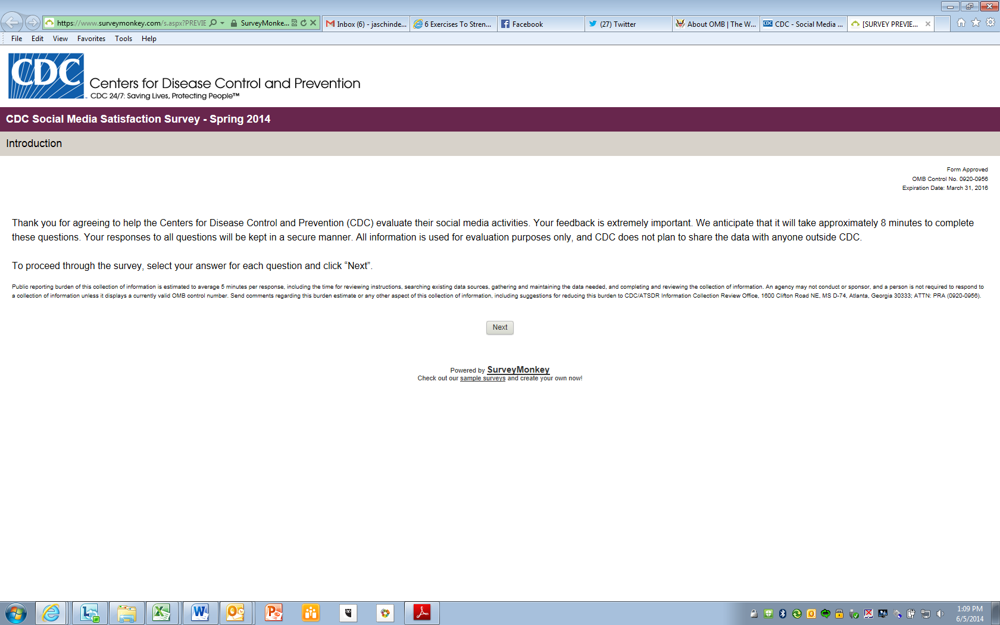 https://www.surveymonkey.com/s.aspx?PREVIE
SurveyMonke...
Inbox (6) - jaschinde...
6 Exercises To Stren...
Facebook
(27) Twitter
About OMB | The W...
CDC - Social Media ...
[SURVEY PREVIE...
File Edit View Favorites Tools Help
CDC
Centers for Disease Control and Prevention
CDC 24/7: Saving Lives, Protecting People™
CDC Social Media Satisfaction Survey - Spring 2014
Introduction
Form Approved
OMB Control No. 0920-0956
Expiration Date: March 31, 2016
Thank you for agreeing to help the Centers for Disease Control and Prevention (CDC) evaluate their social media activities. Your feedback is extremely important. We anticipate that it will take approximately 8 minutes to complete
these questions. Your responses to all questions will be kept in a secure manner. All information is used for evaluation purposes only, and CDC does not plan to share the data with anyone outside CDC.
To proceed through the survey, select your answer for each question and click “Next”.
Public reporting burden of this collection of information is estimated to average 5 minutes per response, including the time for reviewing instructions, searching existing data sources, gathering and maintaining the data needed, and completing and reviewing the collection of information. An agency may not conduct or sponsor, and a person is not required to respond to
a collection of information unless it displays a currently valid OMB control number. Send comments regarding this burden estimate or any other aspect of this collection of information, including suggestions for reducing this burden to CDC/ATSDR Information Collection Review Office, 1600 Clifton Road NE, MS D-74, Atlanta, Georgia 30333; ATTN: PRA (0920-0956).
Next
Powered by SurveyMonkey
Check out our sample surveys and create your own now!
1:09 PM
6/5/2014